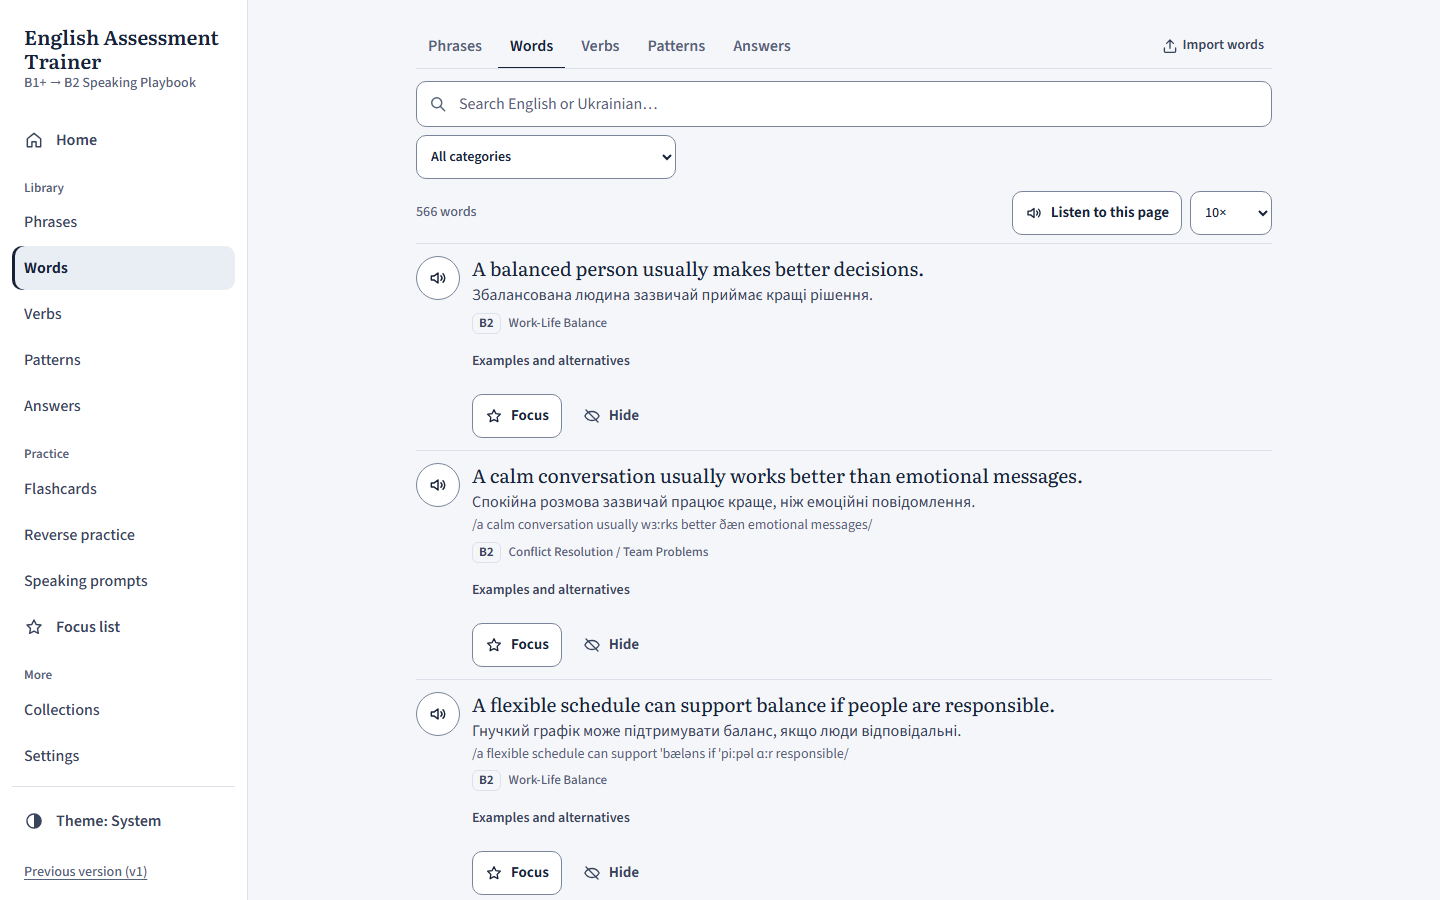 English Assessment
Trainer
B1+ → B2 Speaking Playbook
Home
Library
Phrases
Words
Verbs
Patterns
Answers
Practice
Flashcards
Reverse practice
Speaking prompts
Focus list
More
Collections
Settings
Theme: System
Previous version (v1)
Phrases
Words
Verbs
Patterns
Answers
Import words
Search English or Ukrainian…
All categories
566 words
Listen to this page
10×
A balanced person usually makes better decisions.
Збалансована людина зазвичай приймає кращі рішення.
B2 Work-Life Balance
Examples and alternatives
Focus
Hide
A calm conversation usually works better than emotional messages.
Спокійна розмова зазвичай працює краще, ніж емоційні повідомлення.
/a calm conversation usually wɜːrks better ðæn emotional messages/
B2 Conflict Resolution / Team Problems
Examples and alternatives
Focus
Hide
A flexible schedule can support balance if people are responsible.
Гнучкий графік може підтримувати баланс, якщо люди відповідальні.
/a flexible schedule can support ˈbæləns if ˈpiːpəl ɑːr responsible/
B2 Work-Life Balance
Examples and alternatives
Focus
Hide